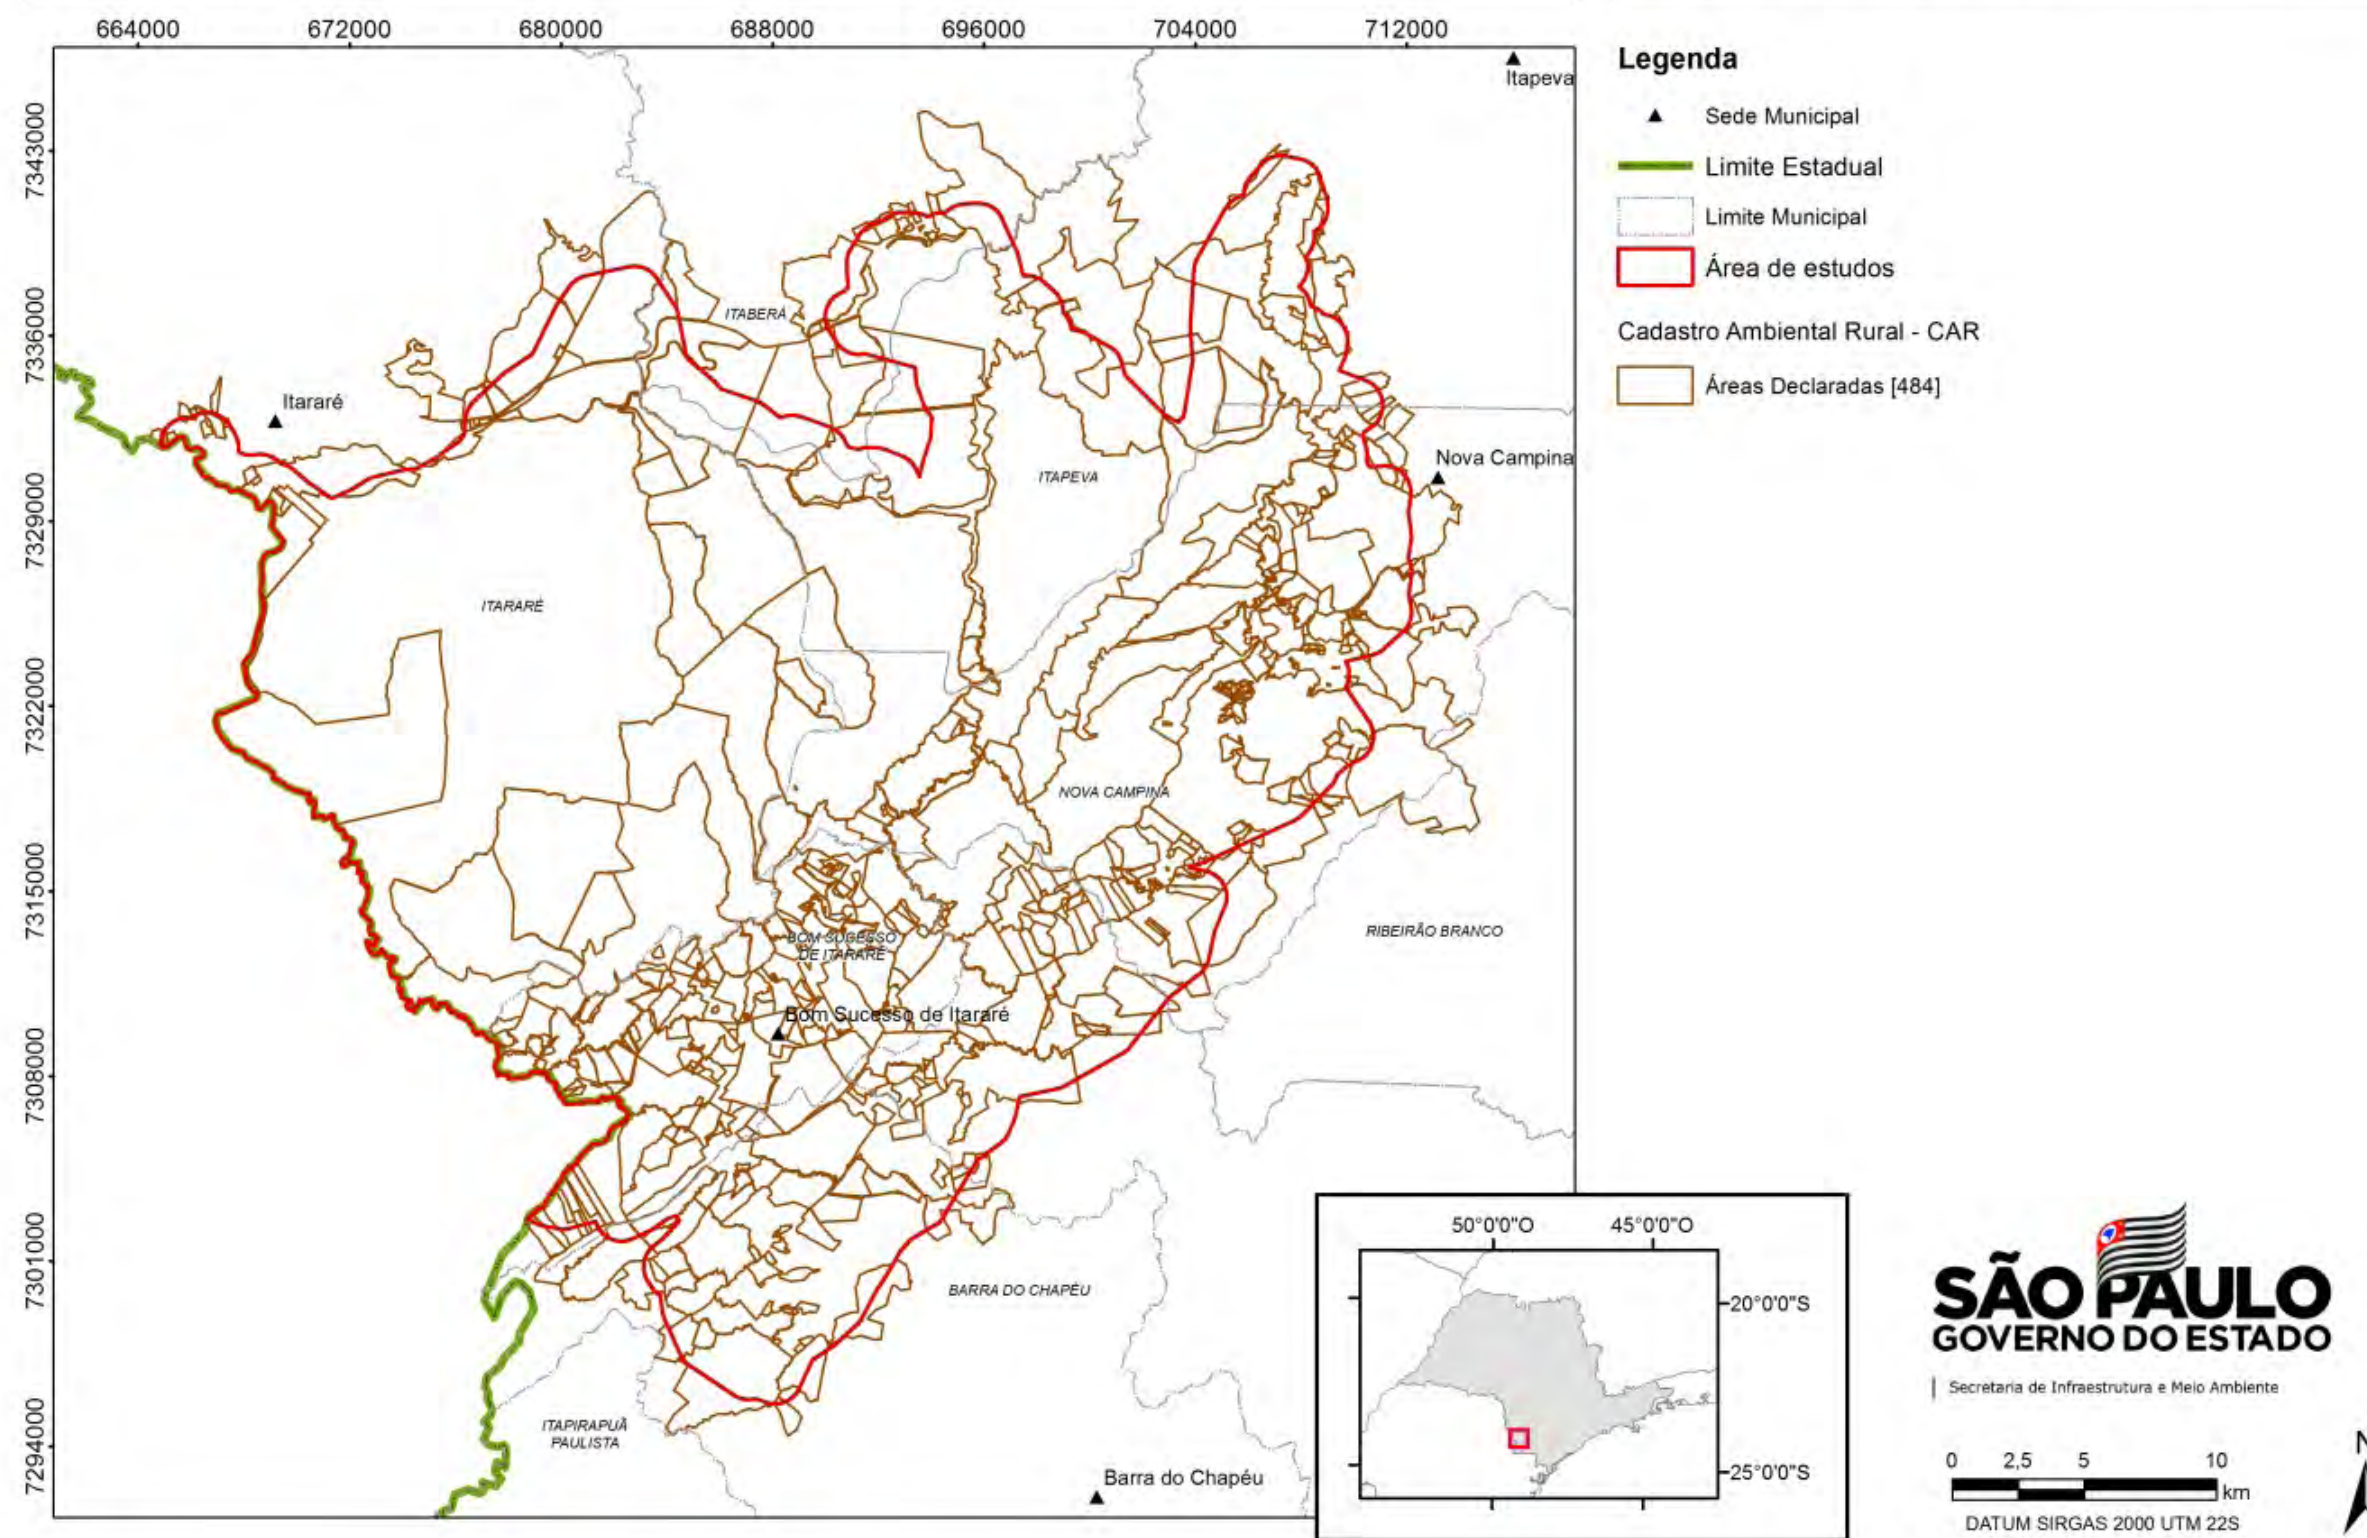 664000 672000 680000 688000 696000 704000 712000
7343000
7336000
7329000
7322000
7315000
7308000
7301000
7294000
Itapeva
Itararé
ITABERÁ
Nova Campina
ITAPEVA
ITARARÉ
NOVA CAMPINA
BOM SUCESSO
DE ITARARÉ
RIBEIRÃO BRANCO
Bom Sucesso de Itararé
BARRA DO CHAPÉU
ITAPIRAPUÃ
PAULISTA
Barra do Chapéu
Legenda
Sede Municipal
Limite Estadual
Limite Municipal
Área de estudos
Cadastro Ambiental Rural - CAR
Áreas Declaradas [484]
50°0'0"O 45°0'0"O
20°0'0"S
25°0'0"S
SÃO PAULO
GOVERNO DO ESTADO
Secretaria de Infraestrutura e Meio Ambiente
0 2,5 5 10
km
DATUM SIRGAS 2000 UTM 22S
N